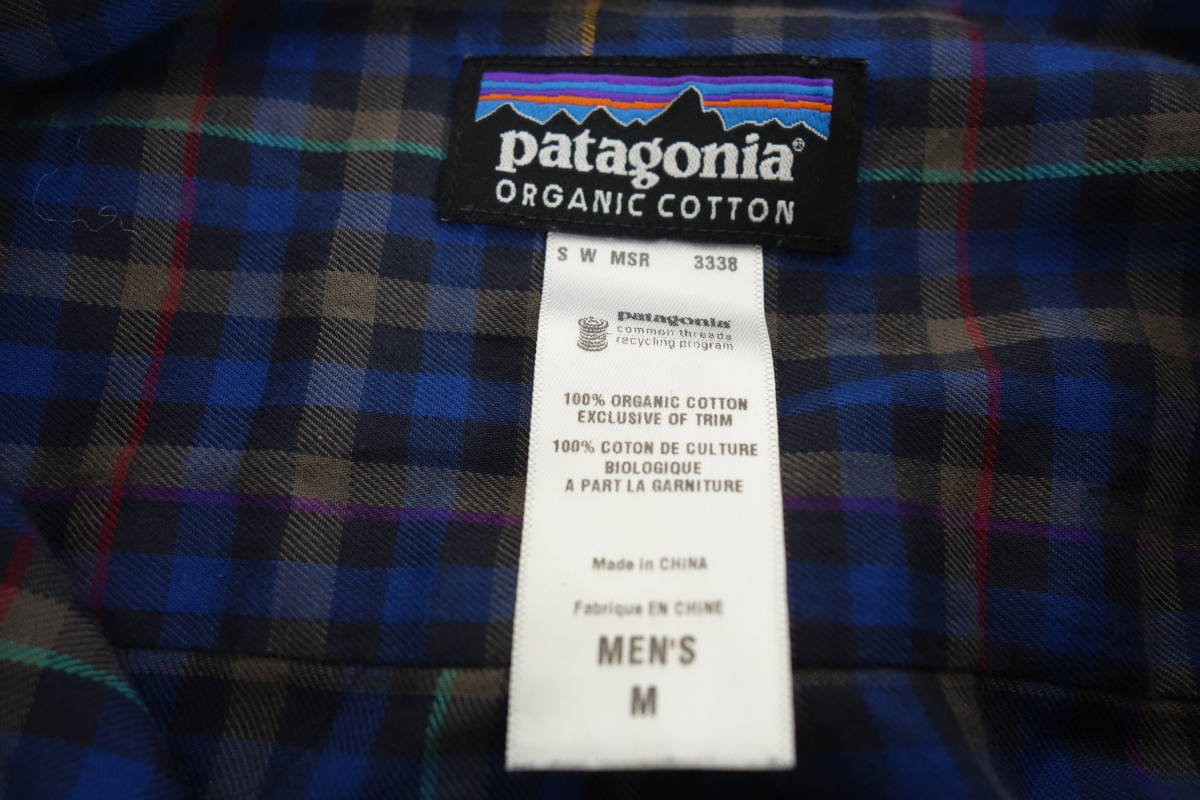 patagonia®
ORGANIC COTTON
S W MSR 3338
patagonia®
common threads
recycling program
100% ORGANIC COTTON
EXCLUSIVE OF TRIM
100% COTON DE CULTURE
BIOLOGIQUE
A PART LA GARNITURE
Made in CHINA
Fabrique EN CHINE
MEN'S
M